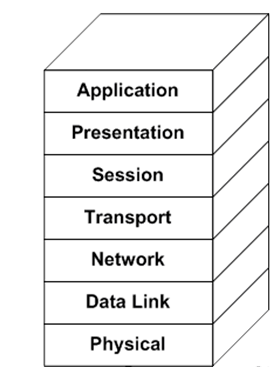 Application
Presentation
Session
Transport
Network
Data Link
Physical